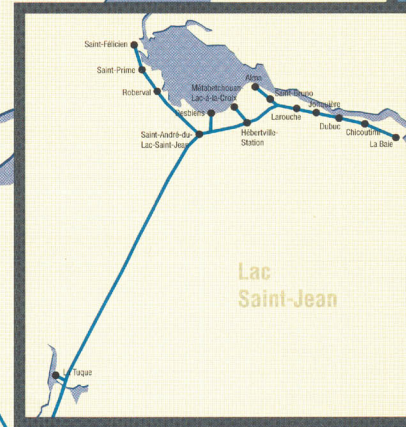 Saint-Félicien
Saint-Prime
Roberval
Métabetchouan
Lac-à-la-Croix
Desbiens
Alma
Saint-Bruno
Jonquière
Larouche
Dubuc
Chicoutimi
La Baie
Saint-André-du-
Lac-Saint-Jean
Hébertville-
Station
Lac
Saint-Jean
La Tuque